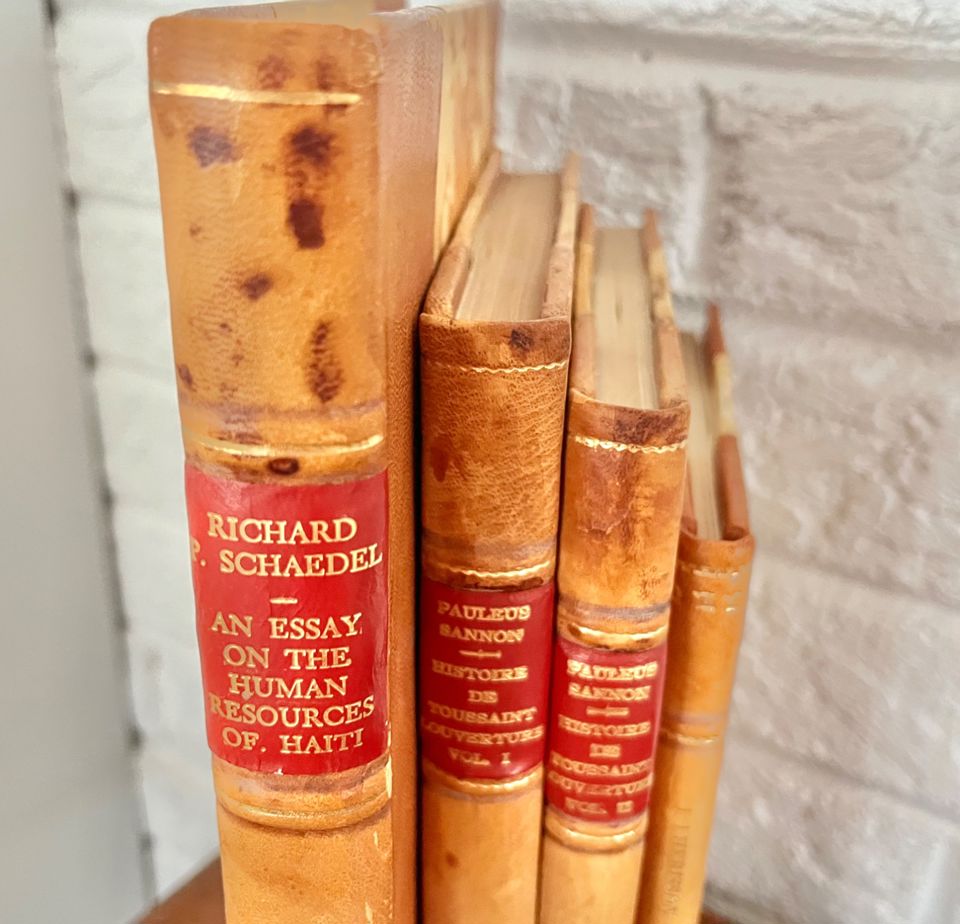 RICHARD
P. SCHAEDEL
AN ESSAY
ON THE
HUMAN
RESOURCES
OF. HAITI
PAULEUS
SANNON
HISTOIRE
DE
TOUSSAINT
LOUVERTURE
VOL. I
PAULEUS
SANNON
HISTOIRE
DE
TOUSSAINT
LOUVERTURE
VOL. II